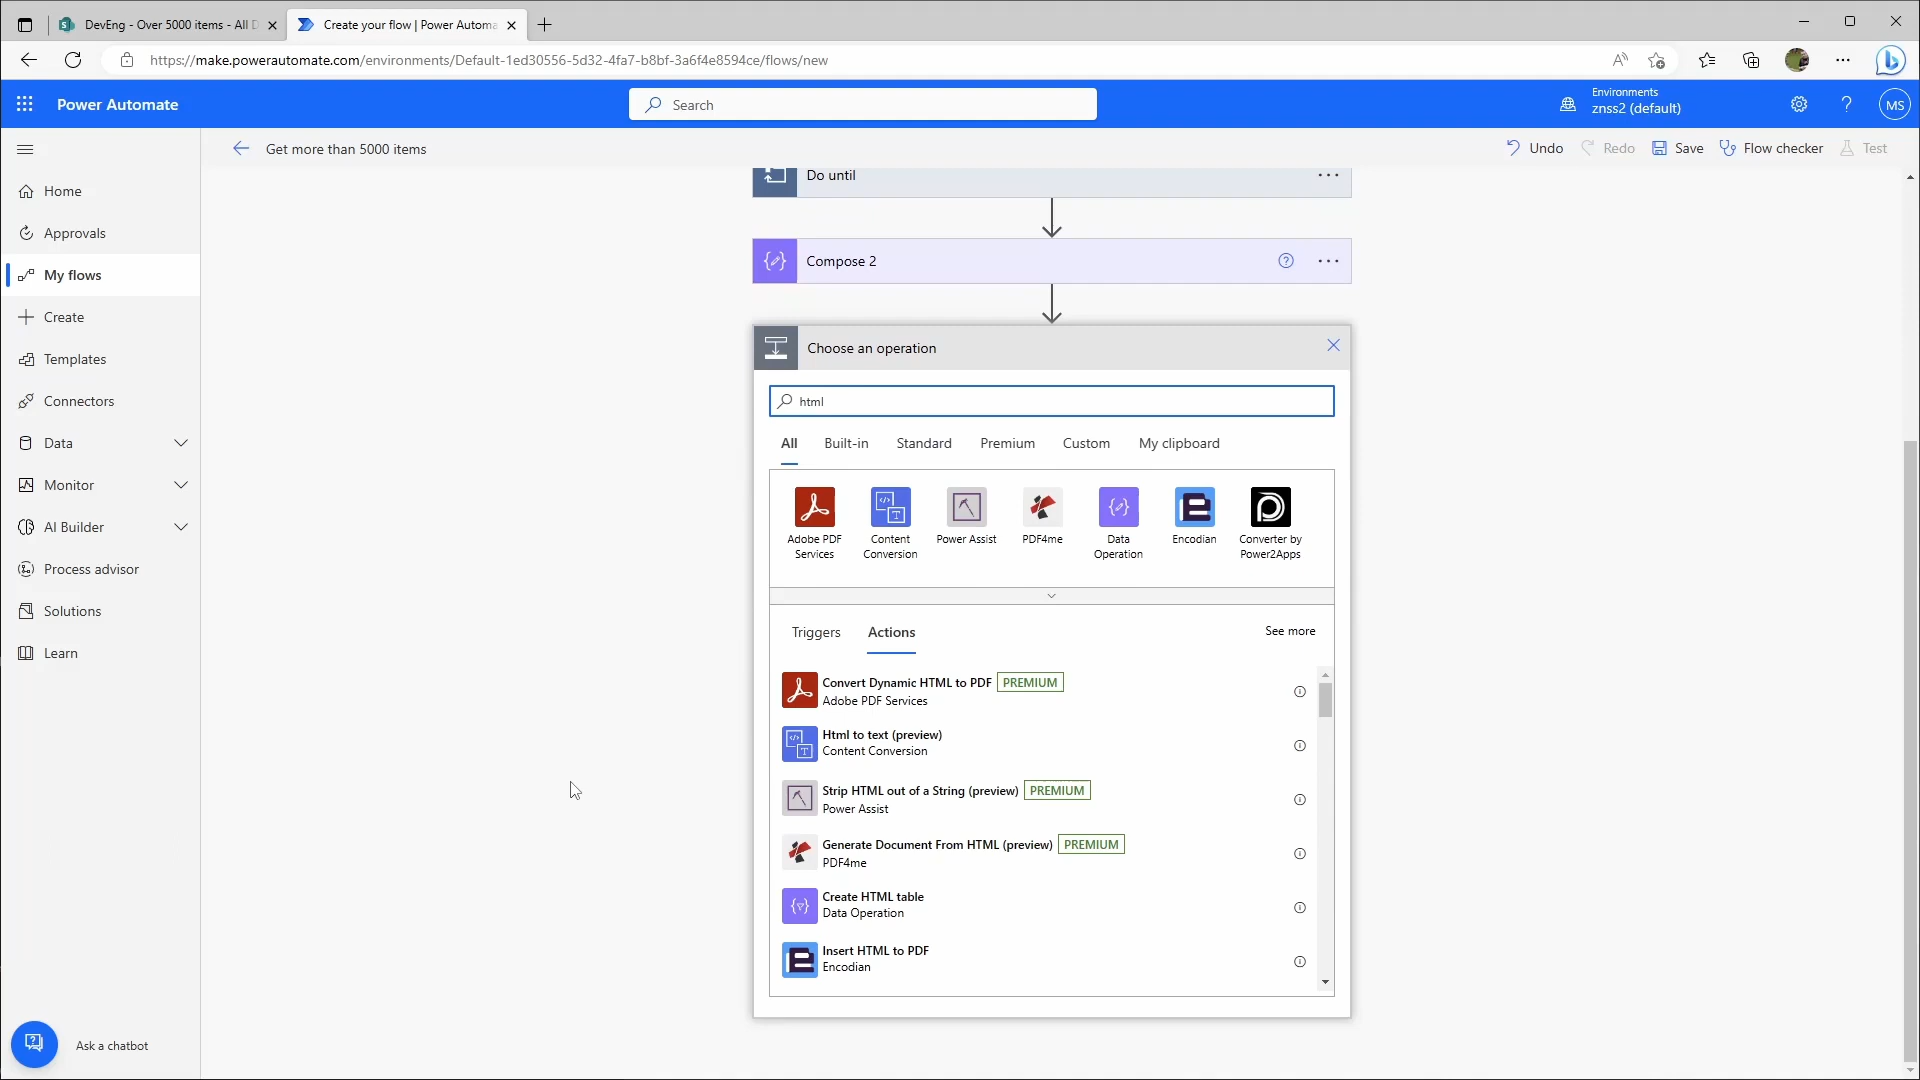 DevEng - Over 5000 items - All D
Create your flow | Power Automa
https://make.powerautomate.com/environments/Default-1ed30556-5d32-4fa7-b8bf-3a6f4e8594ce/flows/new
Power Automate
Search
Environments
znss2 (default)
?
MS
Get more than 5000 items
Undo
Redo
Save
Flow checker
Test
Home
Approvals
My flows
Create
Templates
Connectors
Data
Monitor
AI Builder
Process advisor
Solutions
Learn
Ask a chatbot
Do until
Compose 2
Choose an operation
html
All
Built-in
Standard
Premium
Custom
My clipboard
Adobe PDF
Services
Content
Conversion
Power Assist
PDF4me
Data
Operation
Encodian
Converter by
Power2Apps
Triggers
Actions
See more
Convert Dynamic HTML to PDF PREMIUM
Adobe PDF Services
Html to text (preview)
Content Conversion
Strip HTML out of a String (preview) PREMIUM
Power Assist
Generate Document From HTML (preview) PREMIUM
PDF4me
Create HTML table
Data Operation
Insert HTML to PDF
Encodian